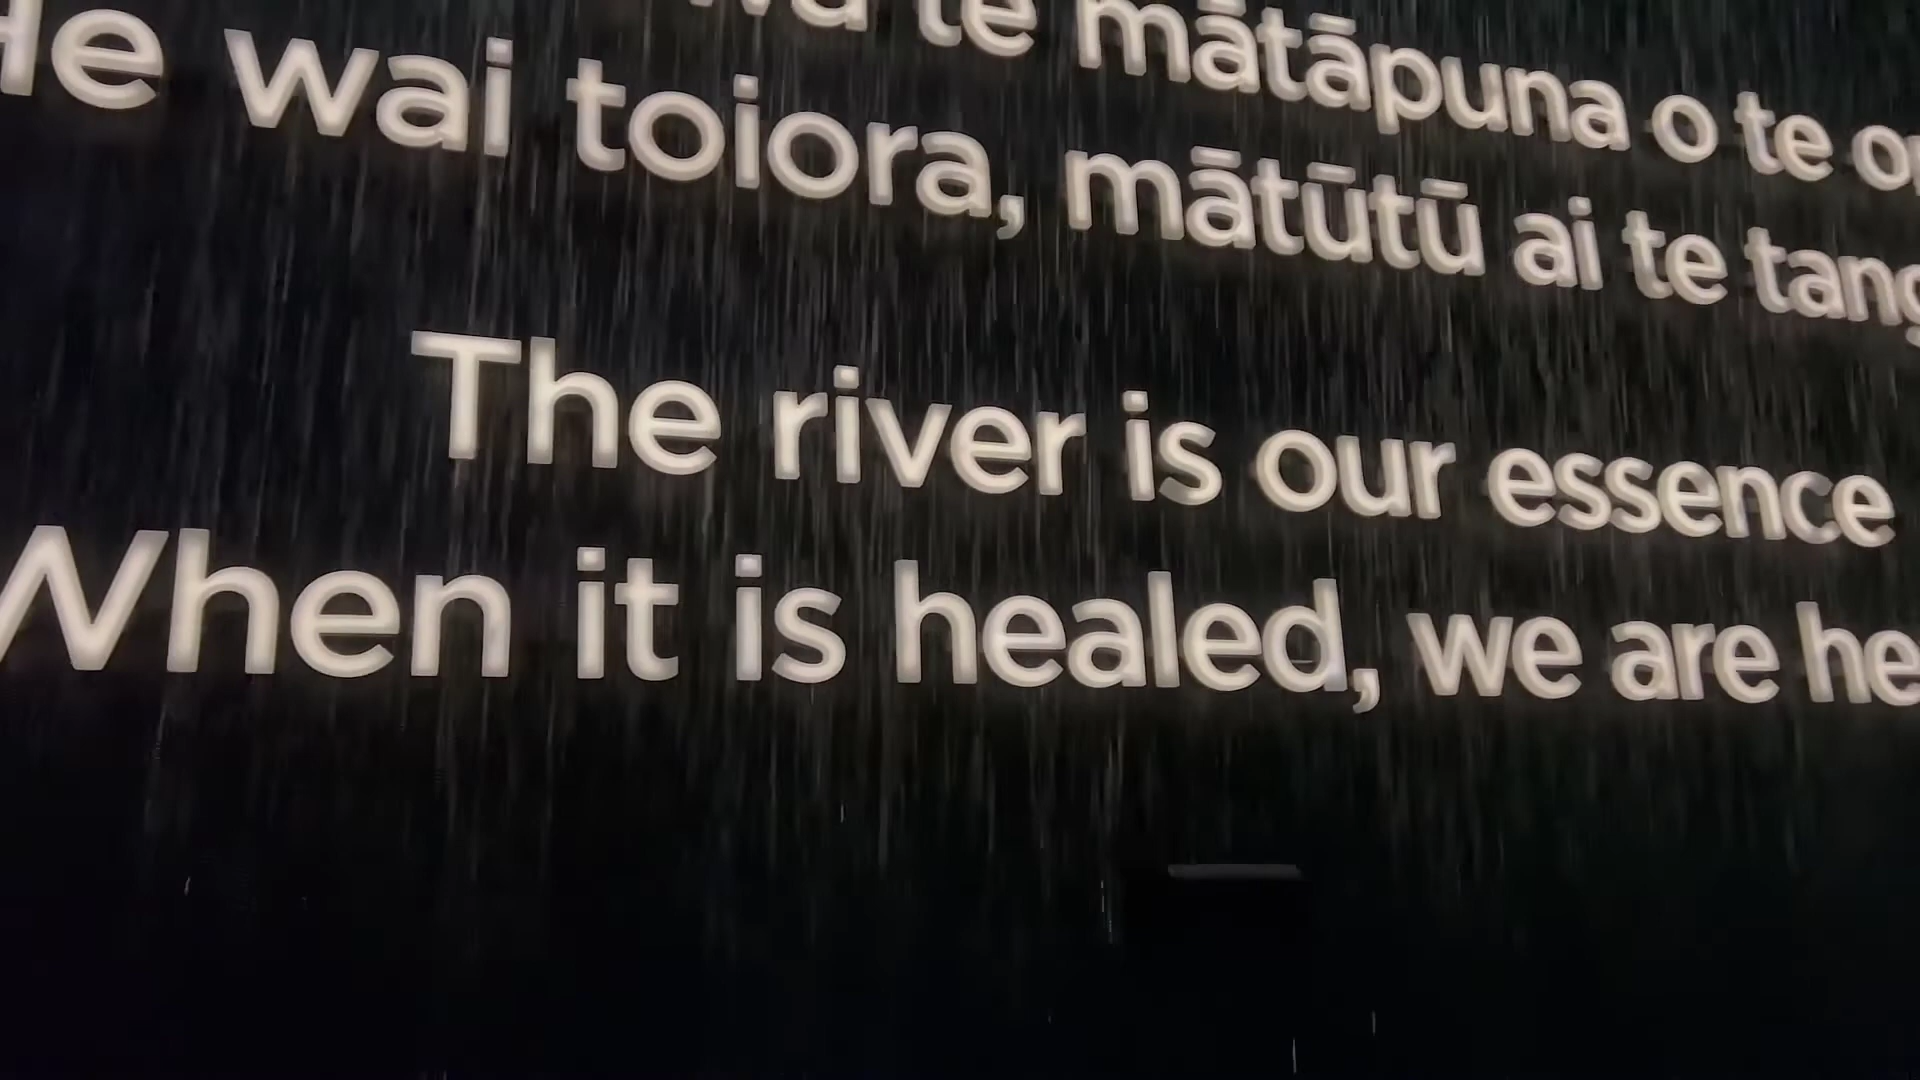 te mātāpuna o te
He wai toiora, mātūtū ai te
The river is our essence
When it is healed, we are